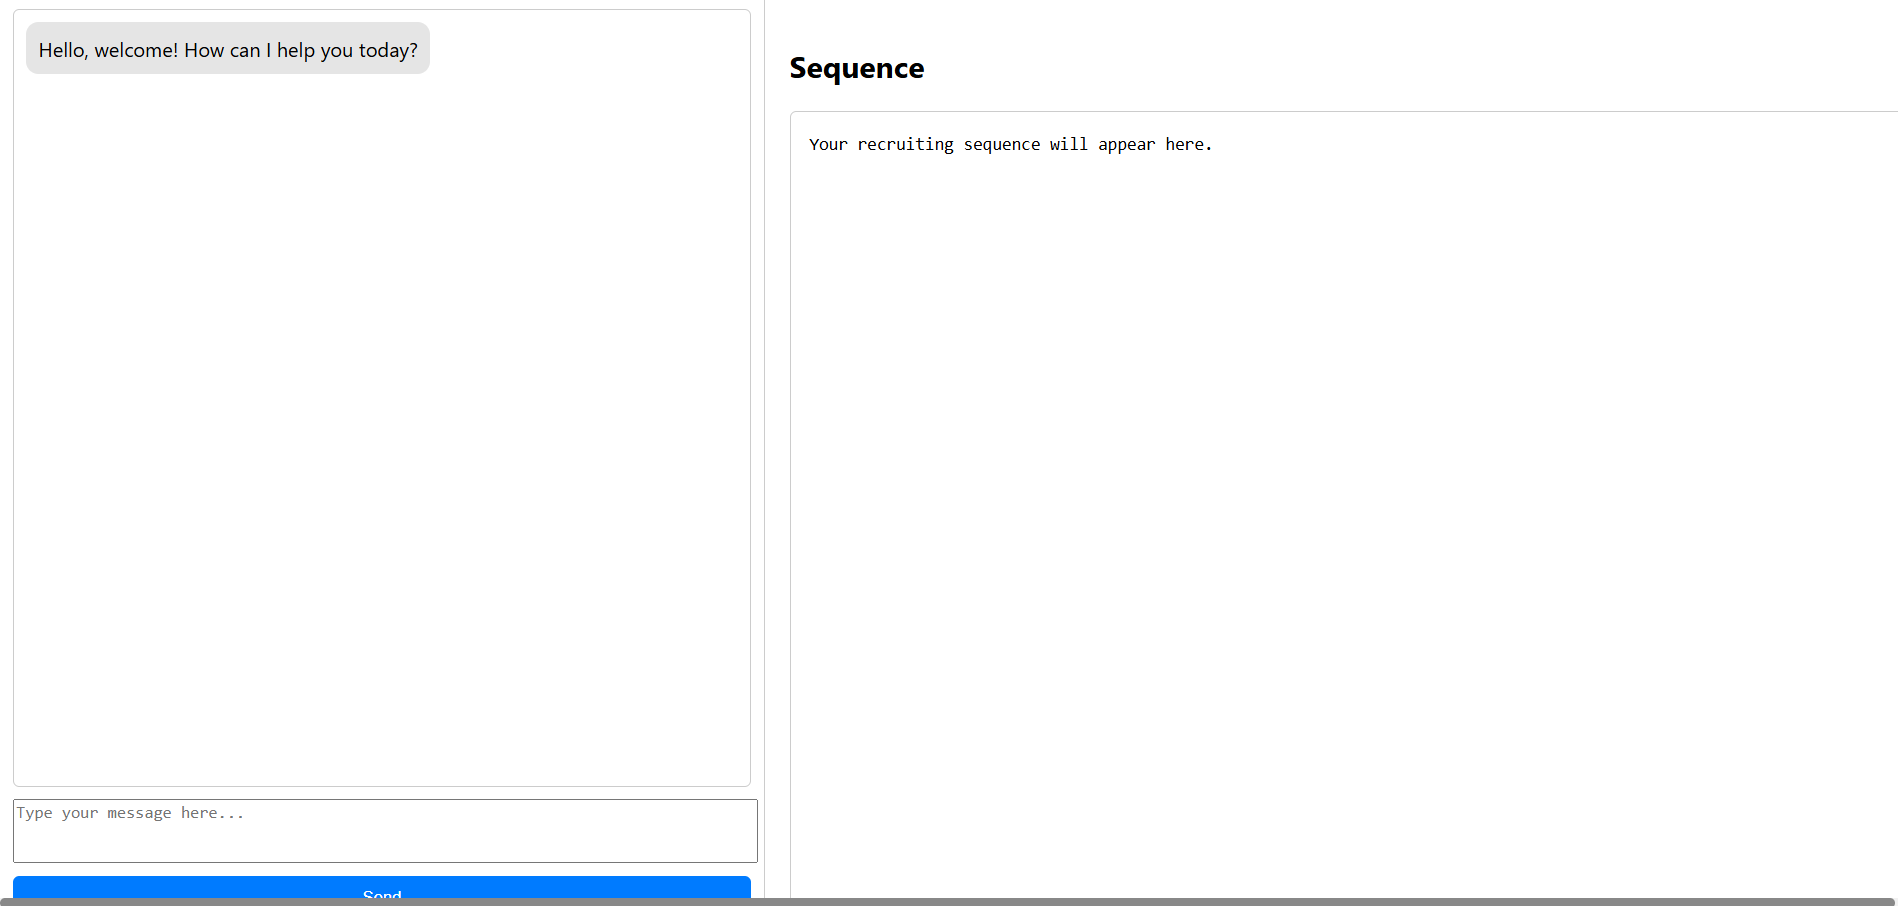 Hello, welcome! How can I help you today?
Type your message here...
Send
Sequence
Your recruiting sequence will appear here.